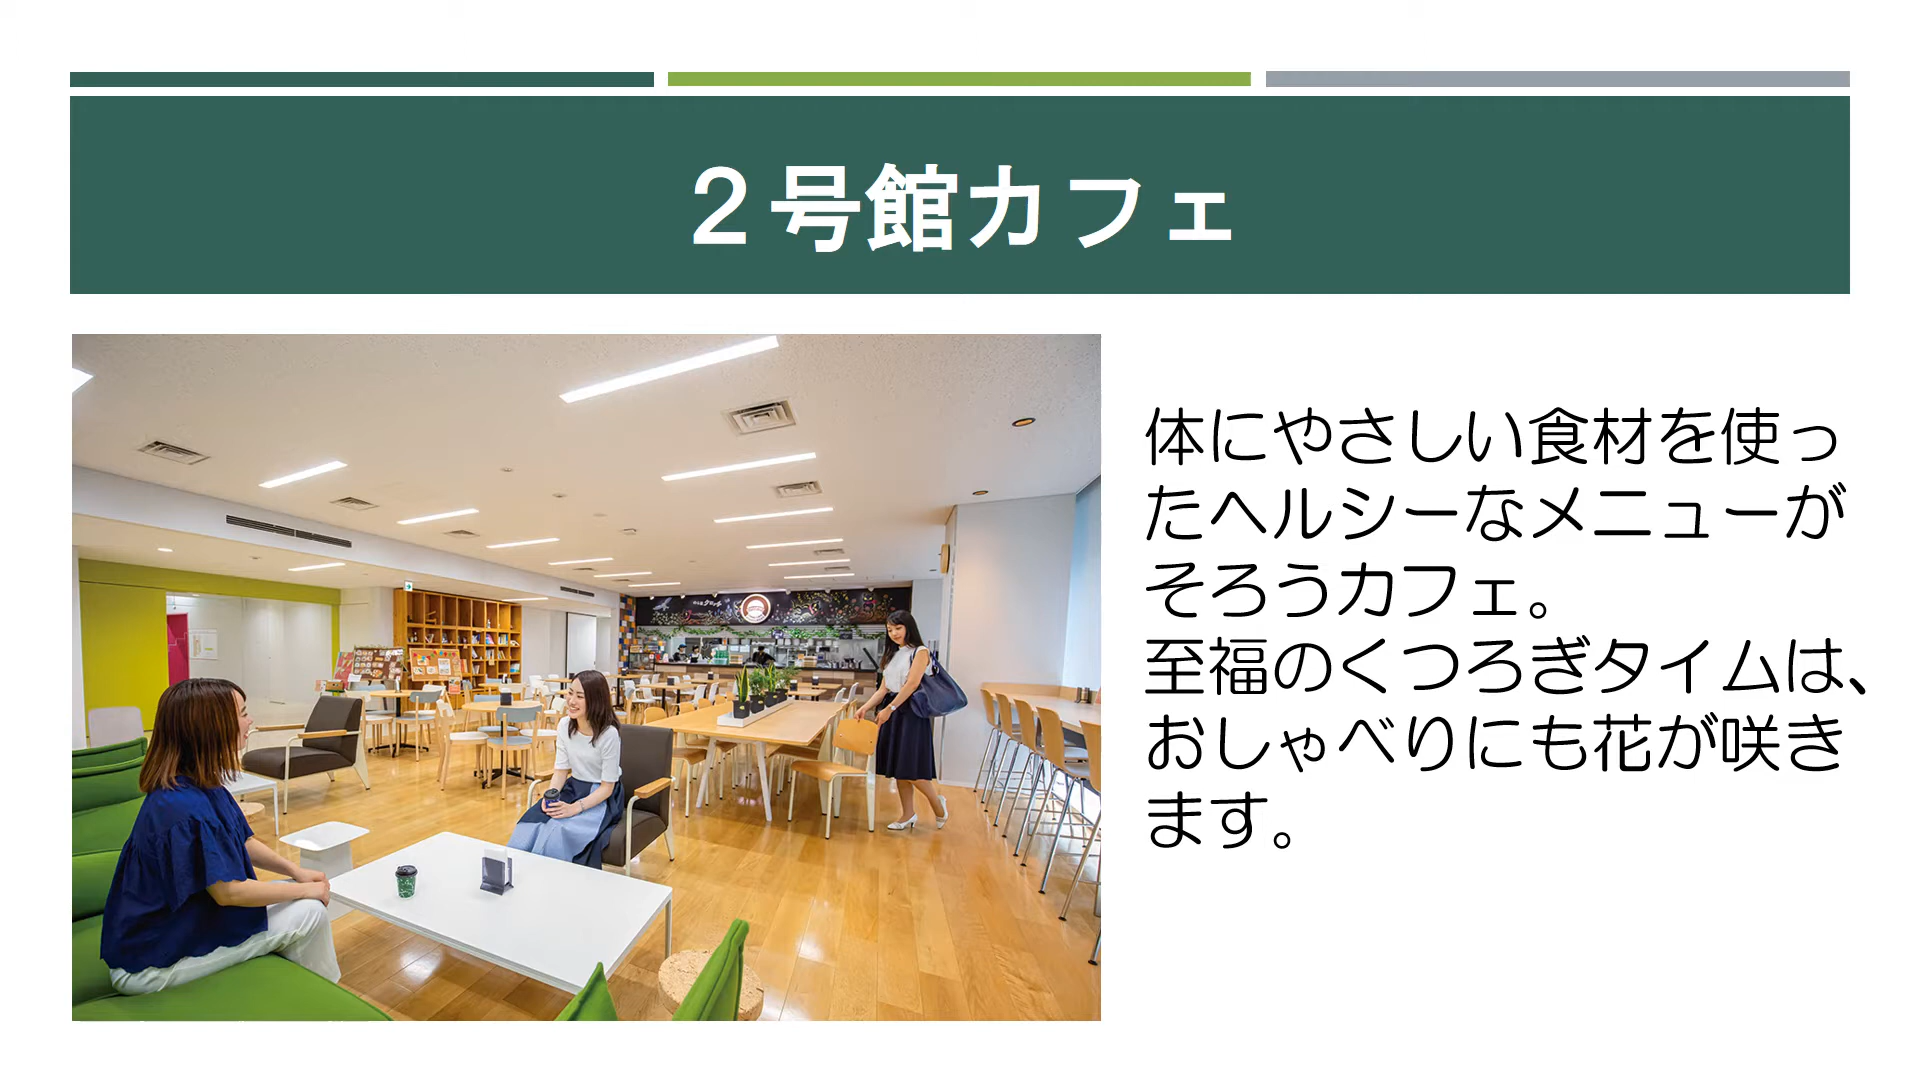 ２号館カフェ
体にやさしい食材を使っ
たヘルシーなメニューが
そろうカフェ。
至福のくつろぎタイムは、
おしゃべりにも花が咲き
ます。